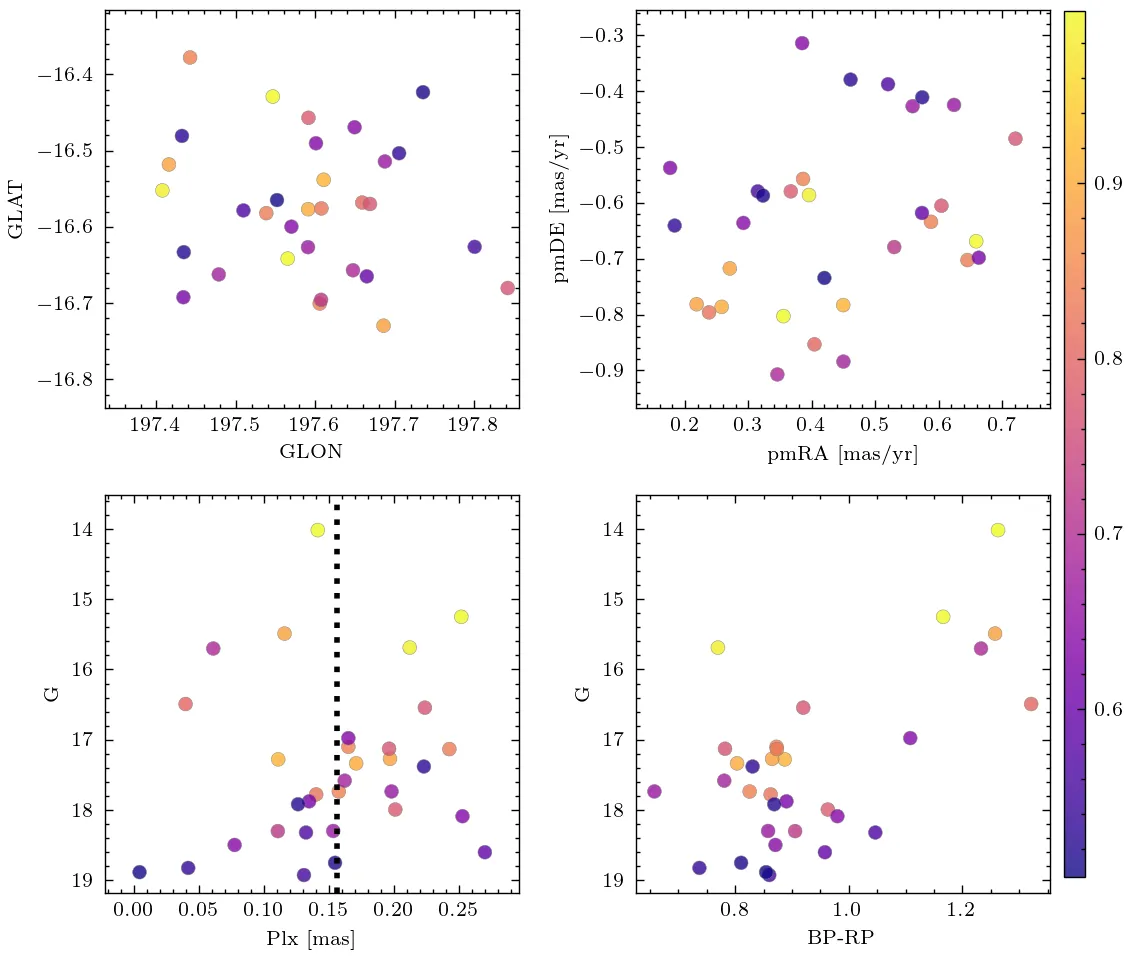 −16.4
−16.5
−16.6
−16.7
−16.8
GLAT
197.4 197.5 197.6 197.7 197.8
GLON
−0.3
−0.4
−0.5
−0.6
−0.7
−0.8
−0.9
pmDE [mas/yr]
0.2 0.3 0.4 0.5 0.6 0.7
pmRA [mas/yr]
14
15
16
17
18
19
G
0.00 0.05 0.10 0.15 0.20 0.25
Plx [mas]
14
15
16
17
18
19
G
0.8 1.0 1.2
BP-RP
0.9
0.8
0.7
0.6